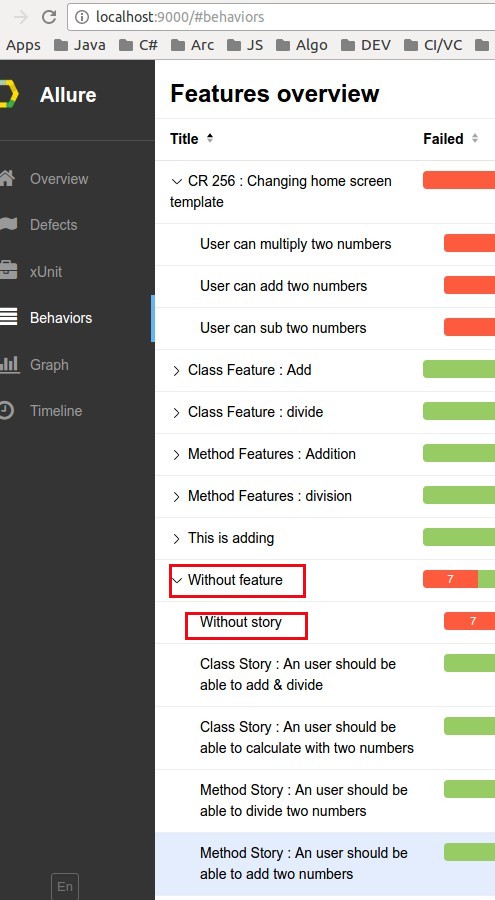 localhost:9000/#behaviors
Apps Java C# Arc JS Algo DEV CI/VC
Allure
Overview
Defects
xUnit
Behaviors
Graph
Timeline
En
Features overview
Title Failed
CR 256 : Changing home screen
template
User can multiply two numbers
User can add two numbers
User can sub two numbers
Class Feature : Add
Class Feature : divide
Method Features : Addition
Method Features : division
This is adding
Without feature 7
Without story 7
Class Story : An user should be
able to add & divide
Class Story : An user should be
able to calculate with two numbers
Method Story : An user should be
able to divide two numbers
Method Story : An user should be
able to add two numbers